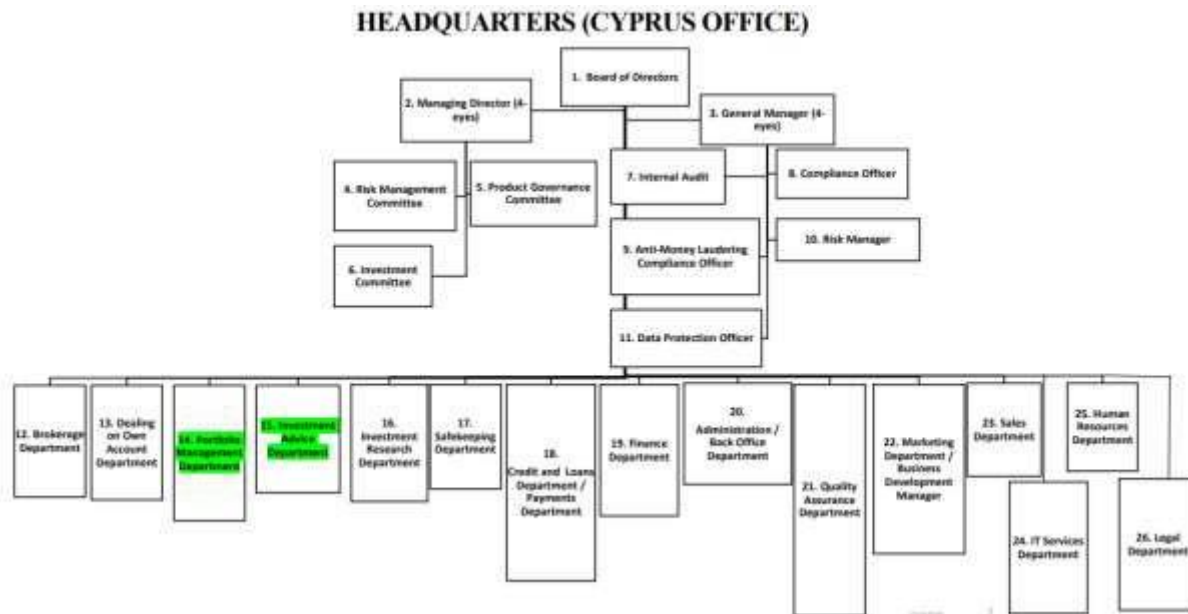 HEADQUARTERS (CYPRUS OFFICE)
1. Board of Directors
2. Managing Director (4-
eyes)
3. General Manager (4-
eyes)
4. Risk Management
Committee
5. Product Governance
Committee
6. Investment
Committee
7. Internal Audit
8. Compliance Officer
9. Anti-Money Laudering
Compliance Officer
10. Risk Manager
11. Data Protection Officer
12. Brokerage
Department
13. Dealing
on Own
Account
Department
14. Portfolio
Management
Department
15. Investment
Advice
Department
16.
Investment
Research
Department
17.
Safekeeping
Department
18.
Credit and Loans
Department /
Payments
Department
19. Finance
Department
20.
Administration /
Back Office
Department
21. Quality
Assurance
Department
22. Marketing
Department /
Business
Development
Manager
23. Sales
Department
24. IT Services
Department
25. Human
Resources
Department
26. Legal
Department